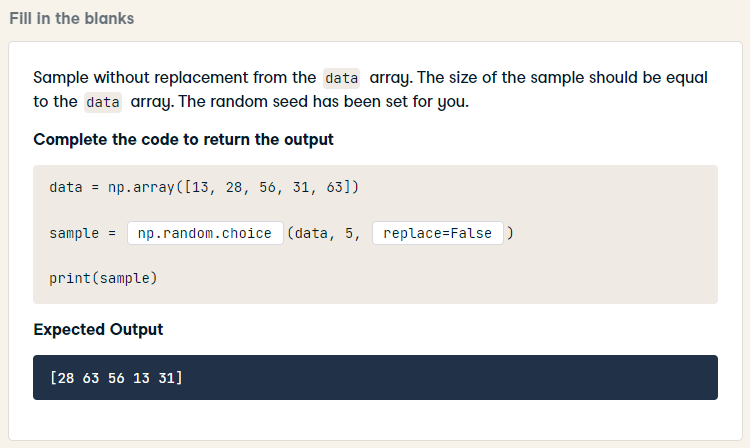 Fill in the blanks
Sample without replacement from the data array. The size of the sample should be equal
to the data array. The random seed has been set for you.
Complete the code to return the output
data = np.array([13, 28, 56, 31, 63])
sample = np.random.choice(data, 5, replace=False)
print(sample)
Expected Output
[28 63 56 13 31]